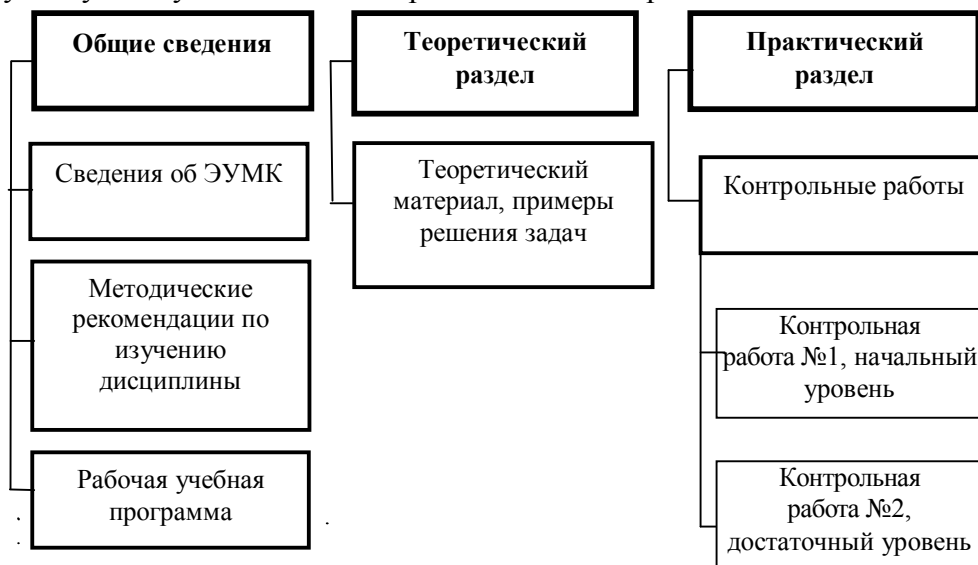 Общие сведения
Сведения об ЭУМК
Методические
рекомендации по
изучению
дисциплины
Рабочая учебная
программа
Теоретический
раздел
Теоретический
материал, примеры
решения задач
Практический
раздел
Контрольные работы
Контрольная
работа №1, начальный
уровень
Контрольная
работа №2,
достаточный уровень